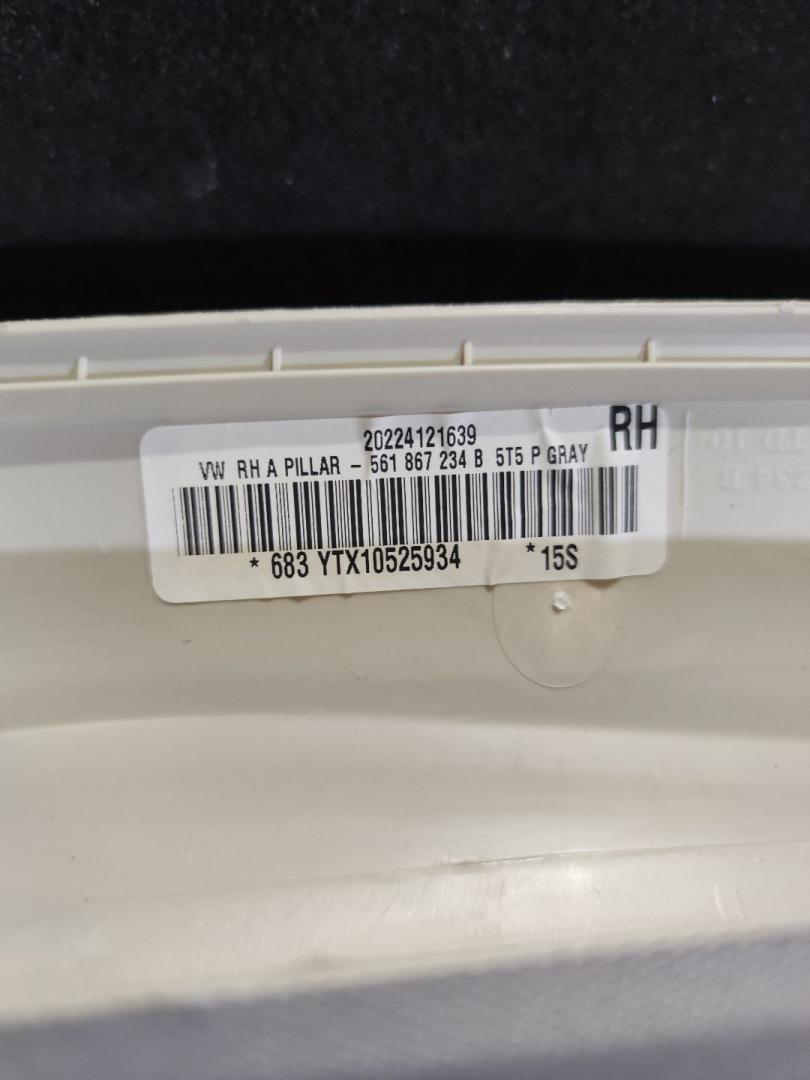 20224121639
RH
VW RH A PILLAR - 561 867 234 B 5T5 P GRAY
* 683 YTX10525934 *15S